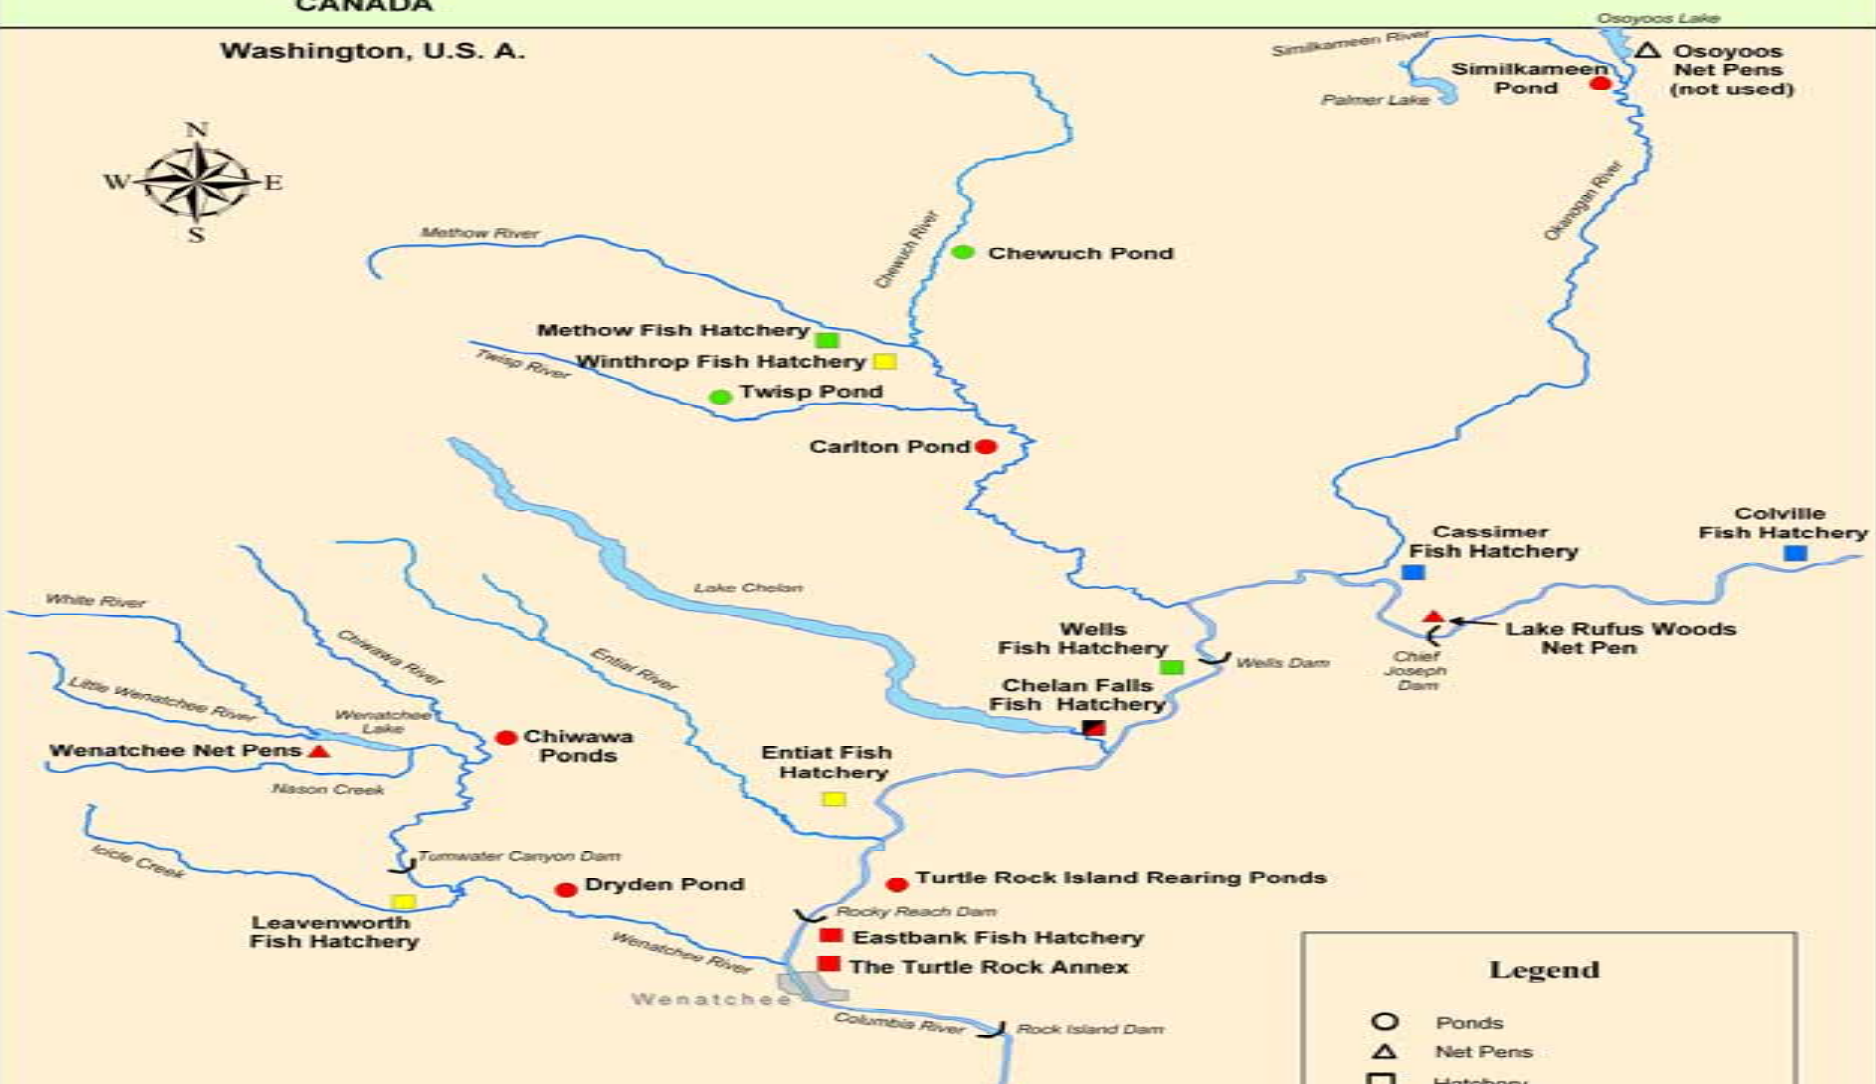 CANADA
Washington, U.S. A.
N
W
E
S
Osoyoos Lake
Similkameen River
Osoyoos
Net Pens
(not used)
Similkameen
Pond
Palmer Lake
Okanogan River
Methow River
Chewuch River
Chewuch Pond
Methow Fish Hatchery
Winthrop Fish Hatchery
Twisp River
Twisp Pond
Carlton Pond
Colville
Fish Hatchery
Cassimer
Fish Hatchery
Lake Chelan
White River
Chiwawa River
Entiat River
Wells
Fish Hatchery
Lake Rufus Woods
Net Pen
Wells Dam
Chief
Joseph
Dam
Chelan Falls
Fish Hatchery
Little Wenatchee River
Wenatchee
Lake
Wenatchee Net Pens
Chiwawa
Ponds
Entiat Fish
Hatchery
Nason Creek
Icicle Creek
Tumwater Canyon Dam
Dryden Pond
Turtle Rock Island Rearing Ponds
Leavenworth
Fish Hatchery
Rocky Reach Dam
Eastbank Fish Hatchery
Wenatchee River
The Turtle Rock Annex
Wenatchee
Columbia River
Rock Island Dam
Legend
Ponds
Net Pens
Hatchery